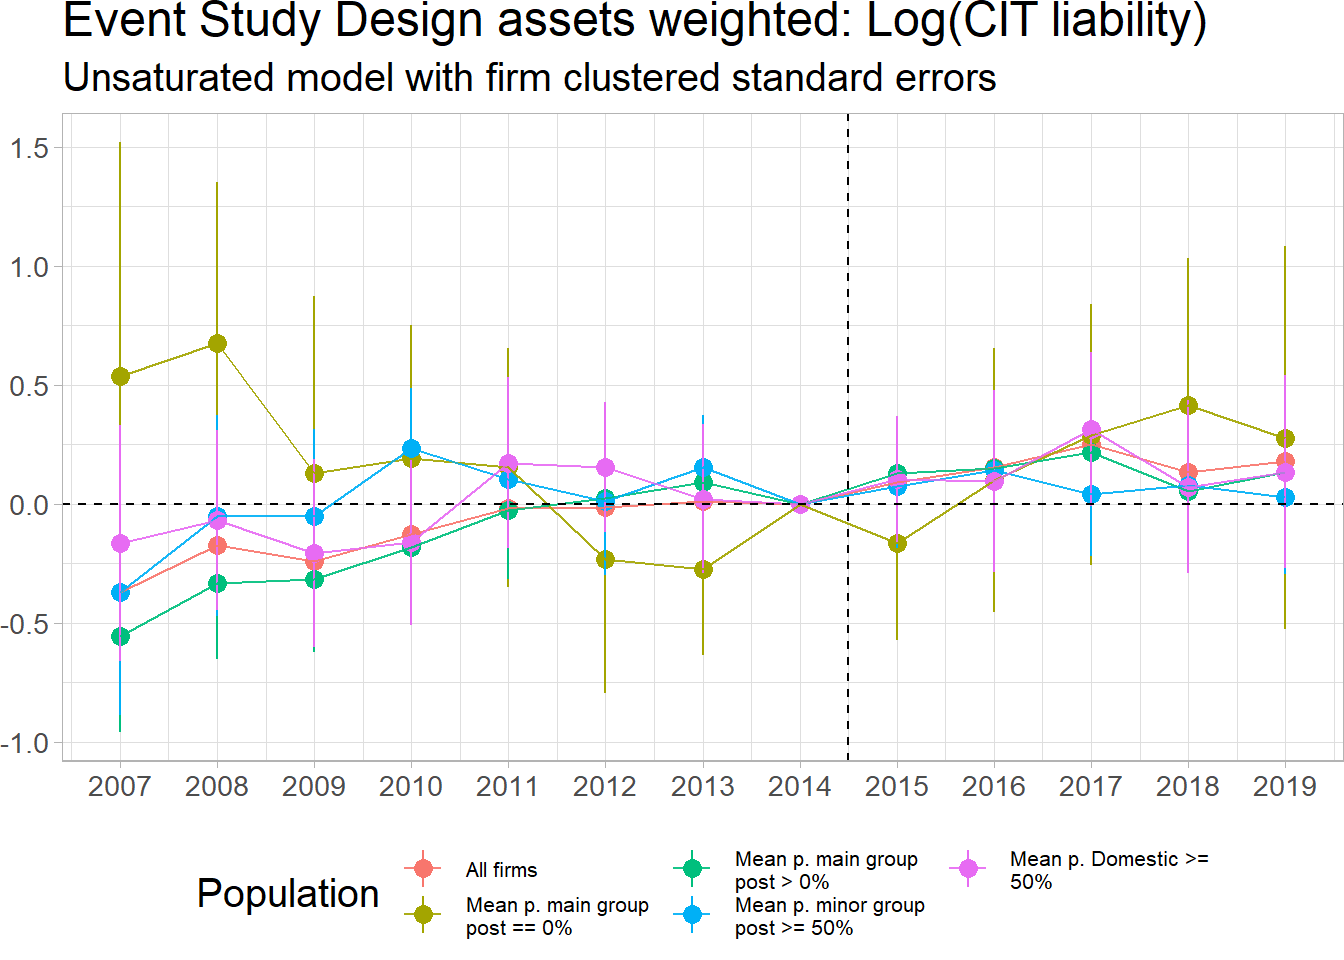 Event Study Design assets weighted: Log(CIT liability)
Unsaturated model with firm clustered standard errors
1.5
1.0
0.5
0.0
-0.5
-1.0
2007 2008 2009 2010 2011 2012 2013 2014 2015 2016 2017 2018 2019
Population
All firms
Mean p. main group
post == 0%
Mean p. main group
post > 0%
Mean p. minor group
post >= 50%
Mean p. Domestic >=
50%